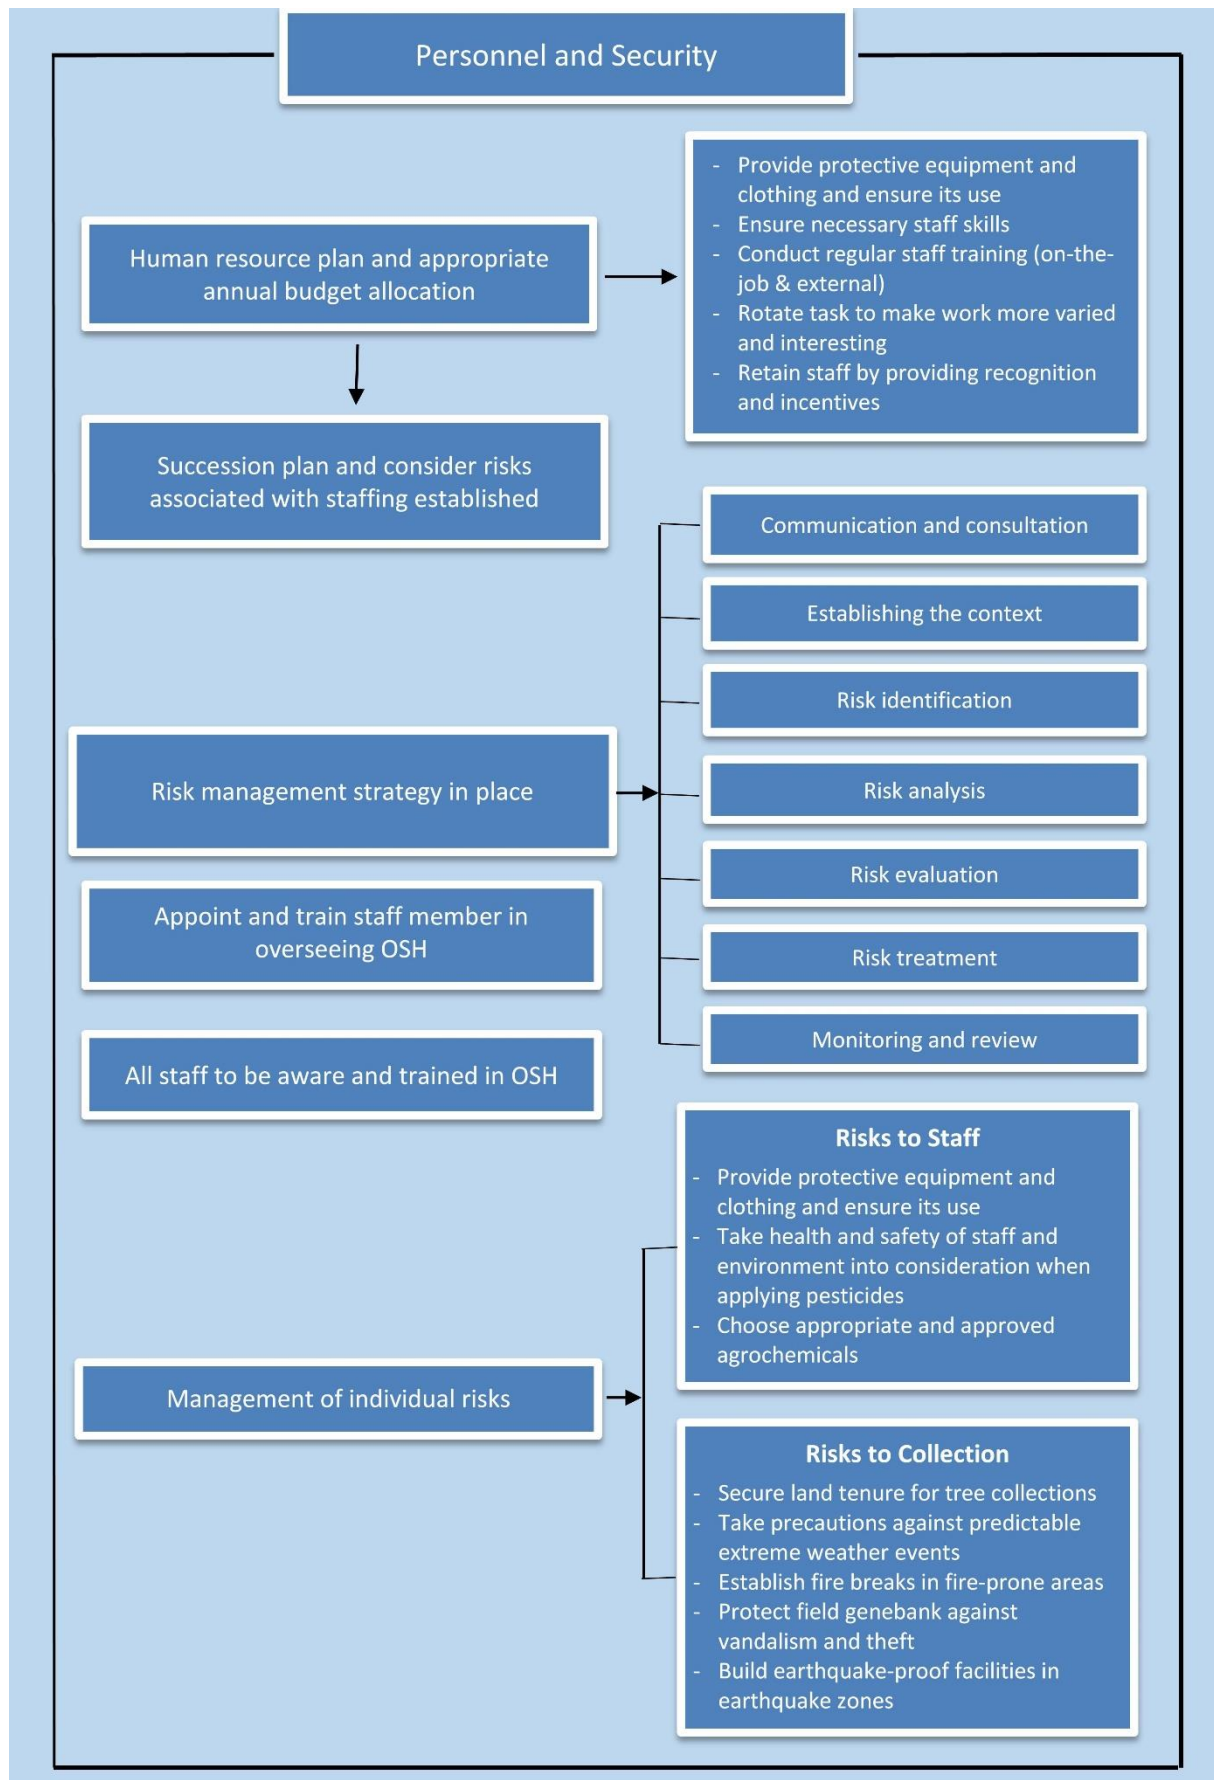 Personnel and Security
Human resource plan and appropriate
annual budget allocation
- Provide protective equipment and
clothing and ensure its use
- Ensure necessary staff skills
- Conduct regular staff training (on-the-
job & external)
- Rotate task to make work more varied
and interesting
- Retain staff by providing recognition
and incentives
Succession plan and consider risks
associated with staffing established
Risk management strategy in place
Communication and consultation
Establishing the context
Risk identification
Risk analysis
Risk evaluation
Risk treatment
Monitoring and review
Appoint and train staff member in
overseeing OSH
All staff to be aware and trained in OSH
Management of individual risks
Risks to Staff
- Provide protective equipment and
clothing and ensure its use
- Take health and safety of staff and
environment into consideration when
applying pesticides
- Choose appropriate and approved
agrochemicals
Risks to Collection
- Secure land tenure for tree collections
- Take precautions against predictable
extreme weather events
- Establish fire breaks in fire-prone areas
- Protect field genebank against
vandalism and theft
- Build earthquake-proof facilities in
earthquake zones